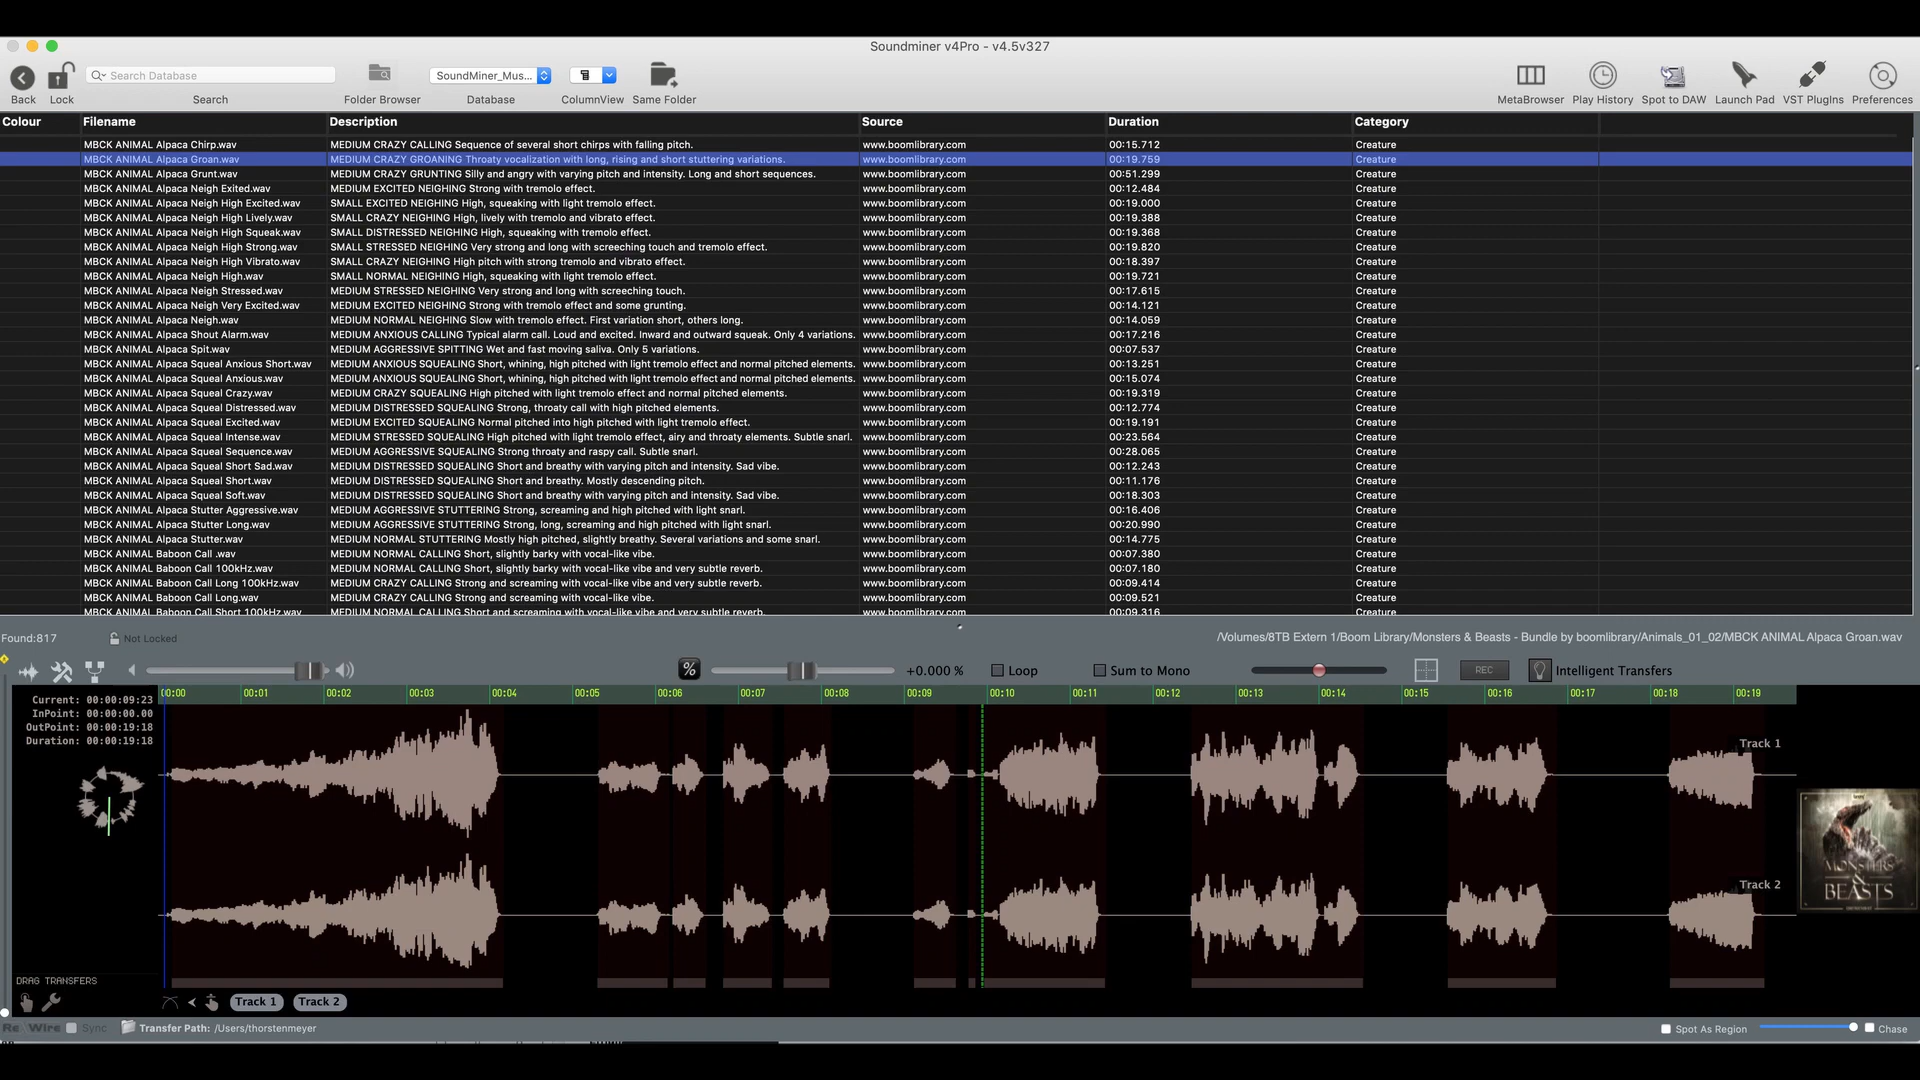 Soundminer v4Pro - v4.5v327
Search Database
SoundMiner_Mus...
Back Lock Search Folder Browser Database ColumnView Same Folder MetaBrowser Play History Spot to DAW Launch Pad VST PlugIns Preferences
Colour Filename Description Source Duration Category
MBCK ANIMAL Alpaca Chirp.wav MEDIUM CRAZY CALLING Sequence of several short chirps with falling pitch. www.boomlibrary.com 00:15.712 Creature
MBCK ANIMAL Alpaca Groan.wav MEDIUM CRAZY GROANING Throaty vocalization with long, rising and short stuttering variations. www.boomlibrary.com 00:19.759 Creature
MBCK ANIMAL Alpaca Grunt.wav MEDIUM CRAZY GRUNTING Silly and angry with varying pitch and intensity. Long and short sequences. www.boomlibrary.com 00:51.299 Creature
MBCK ANIMAL Alpaca Neigh Exited.wav MEDIUM EXCITED NEIGHING Strong with tremolo effect. www.boomlibrary.com 00:12.484 Creature
MBCK ANIMAL Alpaca Neigh High Excited.wav SMALL EXCITED NEIGHING High, squeaking with light tremolo effect. www.boomlibrary.com 00:19.000 Creature
MBCK ANIMAL Alpaca Neigh High Lively.wav SMALL CRAZY NEIGHING High, lively with tremolo and vibrato effect. www.boomlibrary.com 00:19.388 Creature
MBCK ANIMAL Alpaca Neigh High Squeak.wav SMALL DISTRESSED NEIGHING High, squeaking with tremolo effect. www.boomlibrary.com 00:19.368 Creature
MBCK ANIMAL Alpaca Neigh High Strong.wav SMALL STRESSED NEIGHING Very strong and long with screeching touch and tremolo effect. www.boomlibrary.com 00:19.820 Creature
MBCK ANIMAL Alpaca Neigh High Vibrato.wav SMALL CRAZY NEIGHING High pitch with strong tremolo and vibrato effect. www.boomlibrary.com 00:18.397 Creature
MBCK ANIMAL Alpaca Neigh High.wav SMALL NORMAL NEIGHING High, squeaking with light tremolo effect. www.boomlibrary.com 00:19.721 Creature
MBCK ANIMAL Alpaca Neigh Stressed.wav MEDIUM STRESSED NEIGHING Very strong and long with screeching touch. www.boomlibrary.com 00:17.615 Creature
MBCK ANIMAL Alpaca Neigh Very Excited.wav MEDIUM EXCITED NEIGHING Strong with tremolo effect and some grunting. www.boomlibrary.com 00:14.121 Creature
MBCK ANIMAL Alpaca Neigh.wav MEDIUM NORMAL NEIGHING Slow with tremolo effect. First variation short, others long. www.boomlibrary.com 00:14.059 Creature
MBCK ANIMAL Alpaca Shout Alarm.wav MEDIUM ANXIOUS CALLING Typical alarm call. Loud and excited. Inward and outward squeak. Only 4 variations. www.boomlibrary.com 00:17.216 Creature
MBCK ANIMAL Alpaca Spit.wav MEDIUM AGGRESSIVE SPITTING Wet and fast moving saliva. Only 5 variations. www.boomlibrary.com 00:07.537 Creature
MBCK ANIMAL Alpaca Squeal Anxious Short.wav MEDIUM ANXIOUS SQUEALING Short, whining, high pitched with light tremolo effect and normal pitched elements. www.boomlibrary.com 00:13.251 Creature
MBCK ANIMAL Alpaca Squeal Anxious.wav MEDIUM ANXIOUS SQUEALING Short, whining, high pitched with light tremolo effect and normal pitched elements. www.boomlibrary.com 00:15.074 Creature
MBCK ANIMAL Alpaca Squeal Crazy.wav MEDIUM CRAZY SQUEALING High pitched with light tremolo effect and normal pitched elements. www.boomlibrary.com 00:19.319 Creature
MBCK ANIMAL Alpaca Squeal Distressed.wav MEDIUM DISTRESSED SQUEALING Strong, throaty call with high pitched elements. www.boomlibrary.com 00:12.774 Creature
MBCK ANIMAL Alpaca Squeal Excited.wav MEDIUM EXCITED SQUEALING Normal pitched into high pitched with light tremolo effect. www.boomlibrary.com 00:19.191 Creature
MBCK ANIMAL Alpaca Squeal Intense.wav MEDIUM STRESSED SQUEALING High pitched with light tremolo effect, airy and throaty elements. Subtle snarl. www.boomlibrary.com 00:23.564 Creature
MBCK ANIMAL Alpaca Squeal Sequence.wav MEDIUM AGGRESSIVE SQUEALING Strong throaty and raspy call. Subtle snarl. www.boomlibrary.com 00:28.065 Creature
MBCK ANIMAL Alpaca Squeal Short Sad.wav MEDIUM DISTRESSED SQUEALING Short and breathy with varying pitch and intensity. Sad vibe. www.boomlibrary.com 00:12.243 Creature
MBCK ANIMAL Alpaca Squeal Short.wav MEDIUM DISTRESSED SQUEALING Short and breathy. Mostly descending pitch. www.boomlibrary.com 00:11.176 Creature
MBCK ANIMAL Alpaca Squeal Soft.wav MEDIUM DISTRESSED SQUEALING Short and breathy with varying pitch and intensity. Sad vibe. www.boomlibrary.com 00:18.303 Creature
MBCK ANIMAL Alpaca Stutter Aggressive.wav MEDIUM AGGRESSIVE STUTTERING Strong, screaming and high pitched with light snarl. www.boomlibrary.com 00:16.406 Creature
MBCK ANIMAL Alpaca Stutter Long.wav MEDIUM AGGRESSIVE STUTTERING Strong, long, screaming and high pitched with light snarl. www.boomlibrary.com 00:20.990 Creature
MBCK ANIMAL Alpaca Stutter.wav MEDIUM NORMAL STUTTERING Mostly high pitched, slightly breathy. Several variations and some snarl. www.boomlibrary.com 00:14.775 Creature
MBCK ANIMAL Baboon Call .wav MEDIUM NORMAL CALLING Short, slightly barky with vocal-like vibe. www.boomlibrary.com 00:07.380 Creature
MBCK ANIMAL Baboon Call 100kHz.wav MEDIUM NORMAL CALLING Short, slightly barky with vocal-like vibe and very subtle reverb. www.boomlibrary.com 00:07.180 Creature
MBCK ANIMAL Baboon Call Long 100kHz.wav MEDIUM CRAZY CALLING Strong and screaming with vocal-like vibe and very subtle reverb. www.boomlibrary.com 00:09.414 Creature
MBCK ANIMAL Baboon Call Long.wav MEDIUM CRAZY CALLING Strong and screaming with vocal-like vibe. www.boomlibrary.com 00:09.521 Creature
MBCK ANIMAL Baboon Call Short 100kHz.wav MEDIUM NORMAL CALLING Short and screaming with vocal-like vibe and very subtle reverb. www.boomlibrary.com 00:09.316 Creature
Found:817 Not Locked /Volumes/8TB Extern 1/Boom Library/Monsters & Beasts - Bundle by boomlibrary/Animals_01_02/MBCK ANIMAL Alpaca Groan.wav
% +0.000 % Loop Sum to Mono REC Intelligent Transfers
00:00 00:01 00:02 00:03 00:04 00:05 00:06 00:07 00:08 00:09 00:10 00:11 00:12 00:13 00:14 00:15 00:16 00:17 00:18 00:19
Current: 00:00:09:23
InPoint: 00:00:00.00
OutPoint: 00:00:19:18
Duration: 00:00:19:18
Track 1
MONSTERS
&
BEASTS
Track 2
DRAG TRANSFERS
Track 1 Track 2
ReWire Sync Transfer Path: /Users/thorstenmeyer Spot As Region Chase